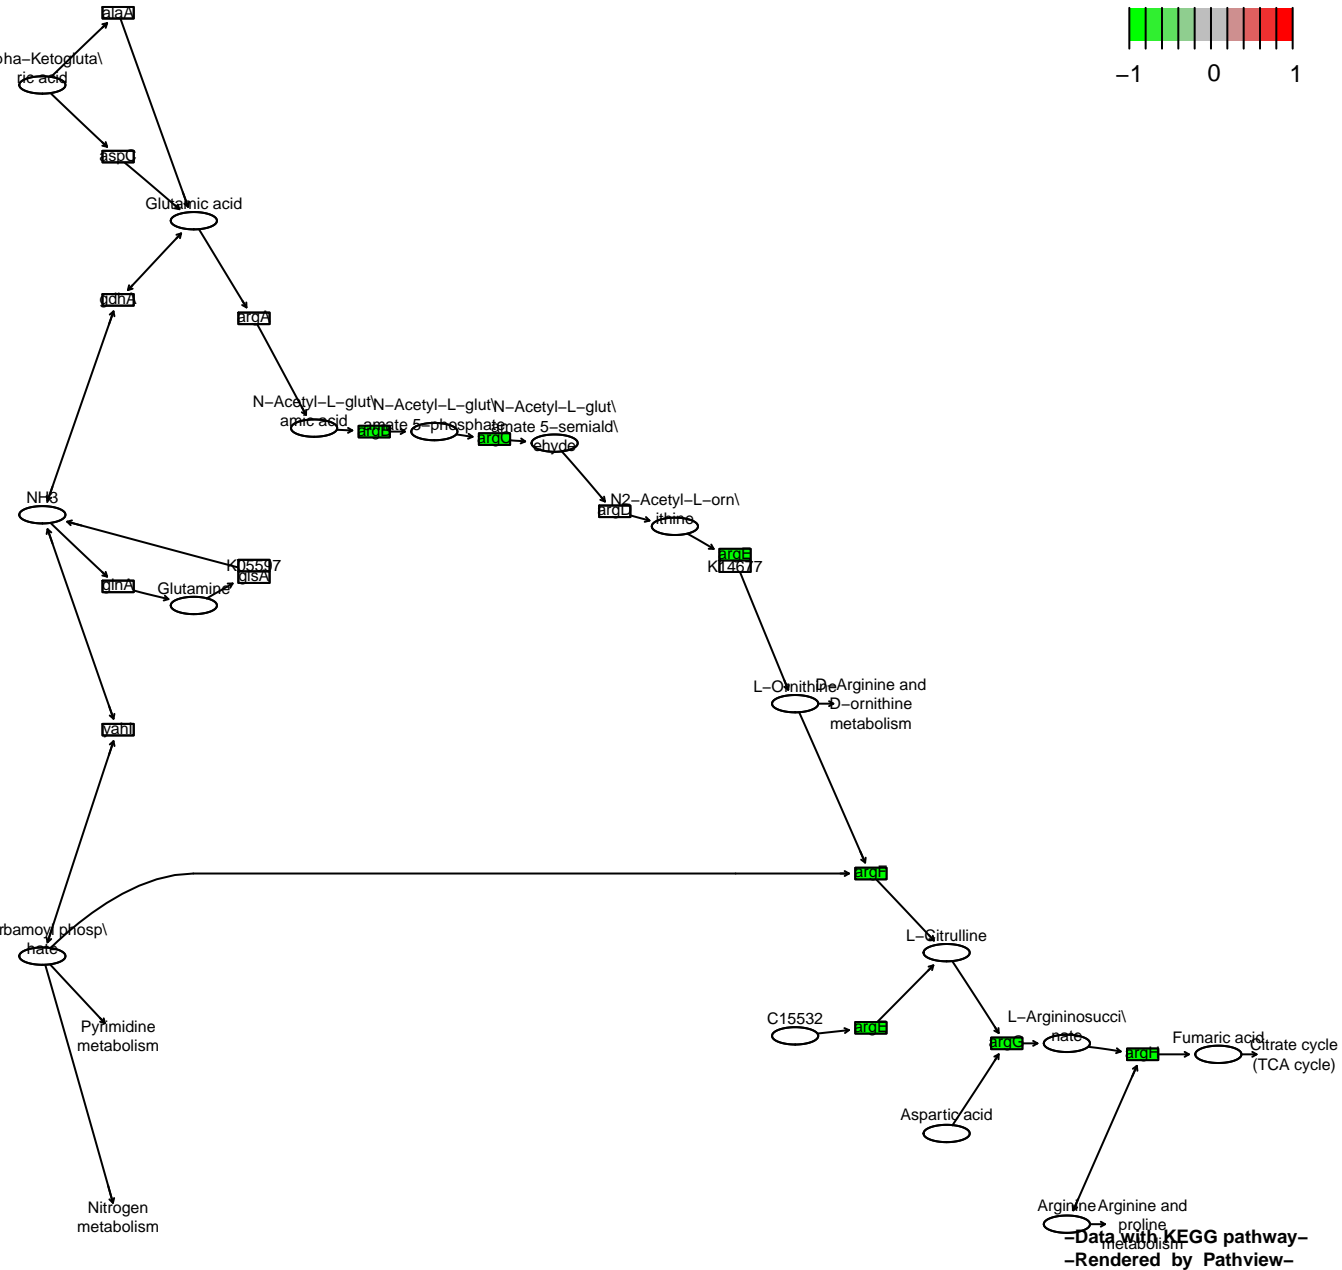 alaA
−1
0
1
pha−Ketogluta\
ric acid
aspC
Glutamic acid
gdhA
argA
N−Acetyl−L−glut\
amic acid
argB
N−Acetyl−L−glut\
amate 5−phosphate
argC
N−Acetyl−L−glut\
amate 5−semiald\
ehyde
argD
N2−Acetyl−L−orn\
ithine
argE
K14677
NH3
K05597
glsA
glnA
Glutamine
L−Ornithine
D−Arginine and
D−ornithine
metabolism
yahI
argF
rbamoyl phosp\
hate
L−Citrulline
C15532
argE
argG
L−Argininosucci\
nate
argH
Fumaric acid
Citrate cycle
(TCA cycle)
Pyrimidine
metabolism
Aspartic acid
Nitrogen
metabolism
Arginine
Arginine and
proline
metabolism
−Data with KEGG pathway−
−Rendered by Pathview−